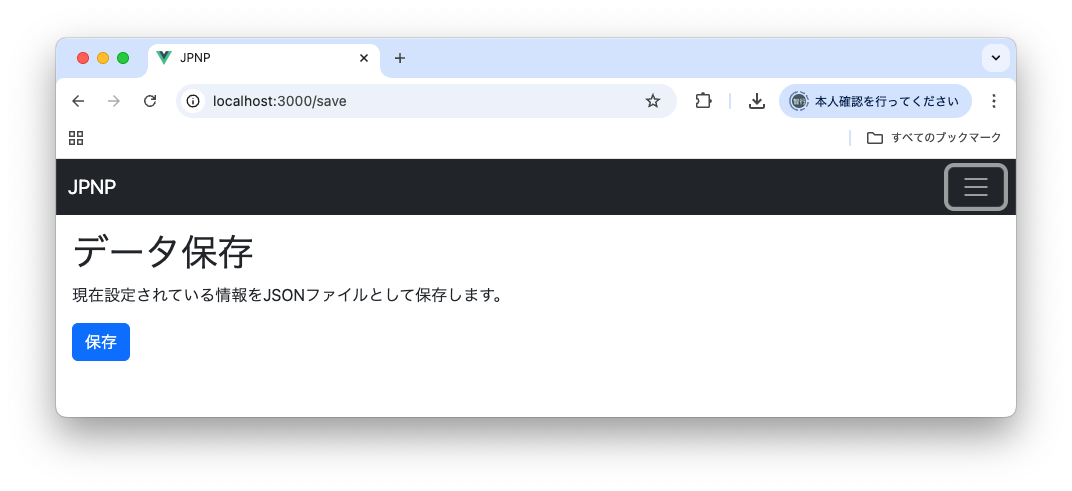 JPNP
localhost:3000/save
本人確認を行ってください
すべてのブックマーク
JPNP
データ保存
現在設定されている情報をJSONファイルとして保存します。
保存